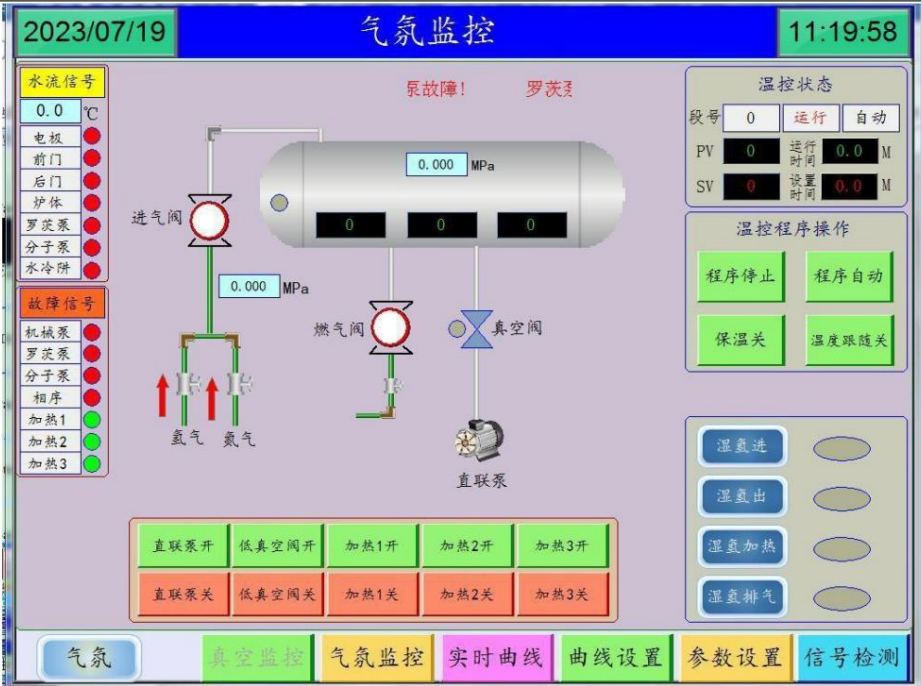 2023/07/19 气氛监控 11:19:58
水流信号
0.0 ℃
电极
前门
后门
炉体
罗茨泵
分子泵
水冷阱
故障信号
机械泵
罗茨泵
分子泵
相序
加热1
加热2
加热3
泵故障! 罗茨泵
0.000 MPa
0 0 0
进气阀
0.000 MPa
燃气阀
真空阀
氢气 氮气
直联泵
温控状态
段号 0 运行 自动
PV 0 运行时间 0.0 M
SV 0 设置时间 0.0 M
温控程序操作
程序停止 程序自动
保温关 温度跟随关
湿氢进
湿氢出
湿氢加热
湿氢排气
直联泵开 低真空阀开 加热1开 加热2开 加热3开
直联泵关 低真空阀关 加热1关 加热2关 加热3关
气氛 真空监控 气氛监控 实时曲线 曲线设置 参数设置 信号检测